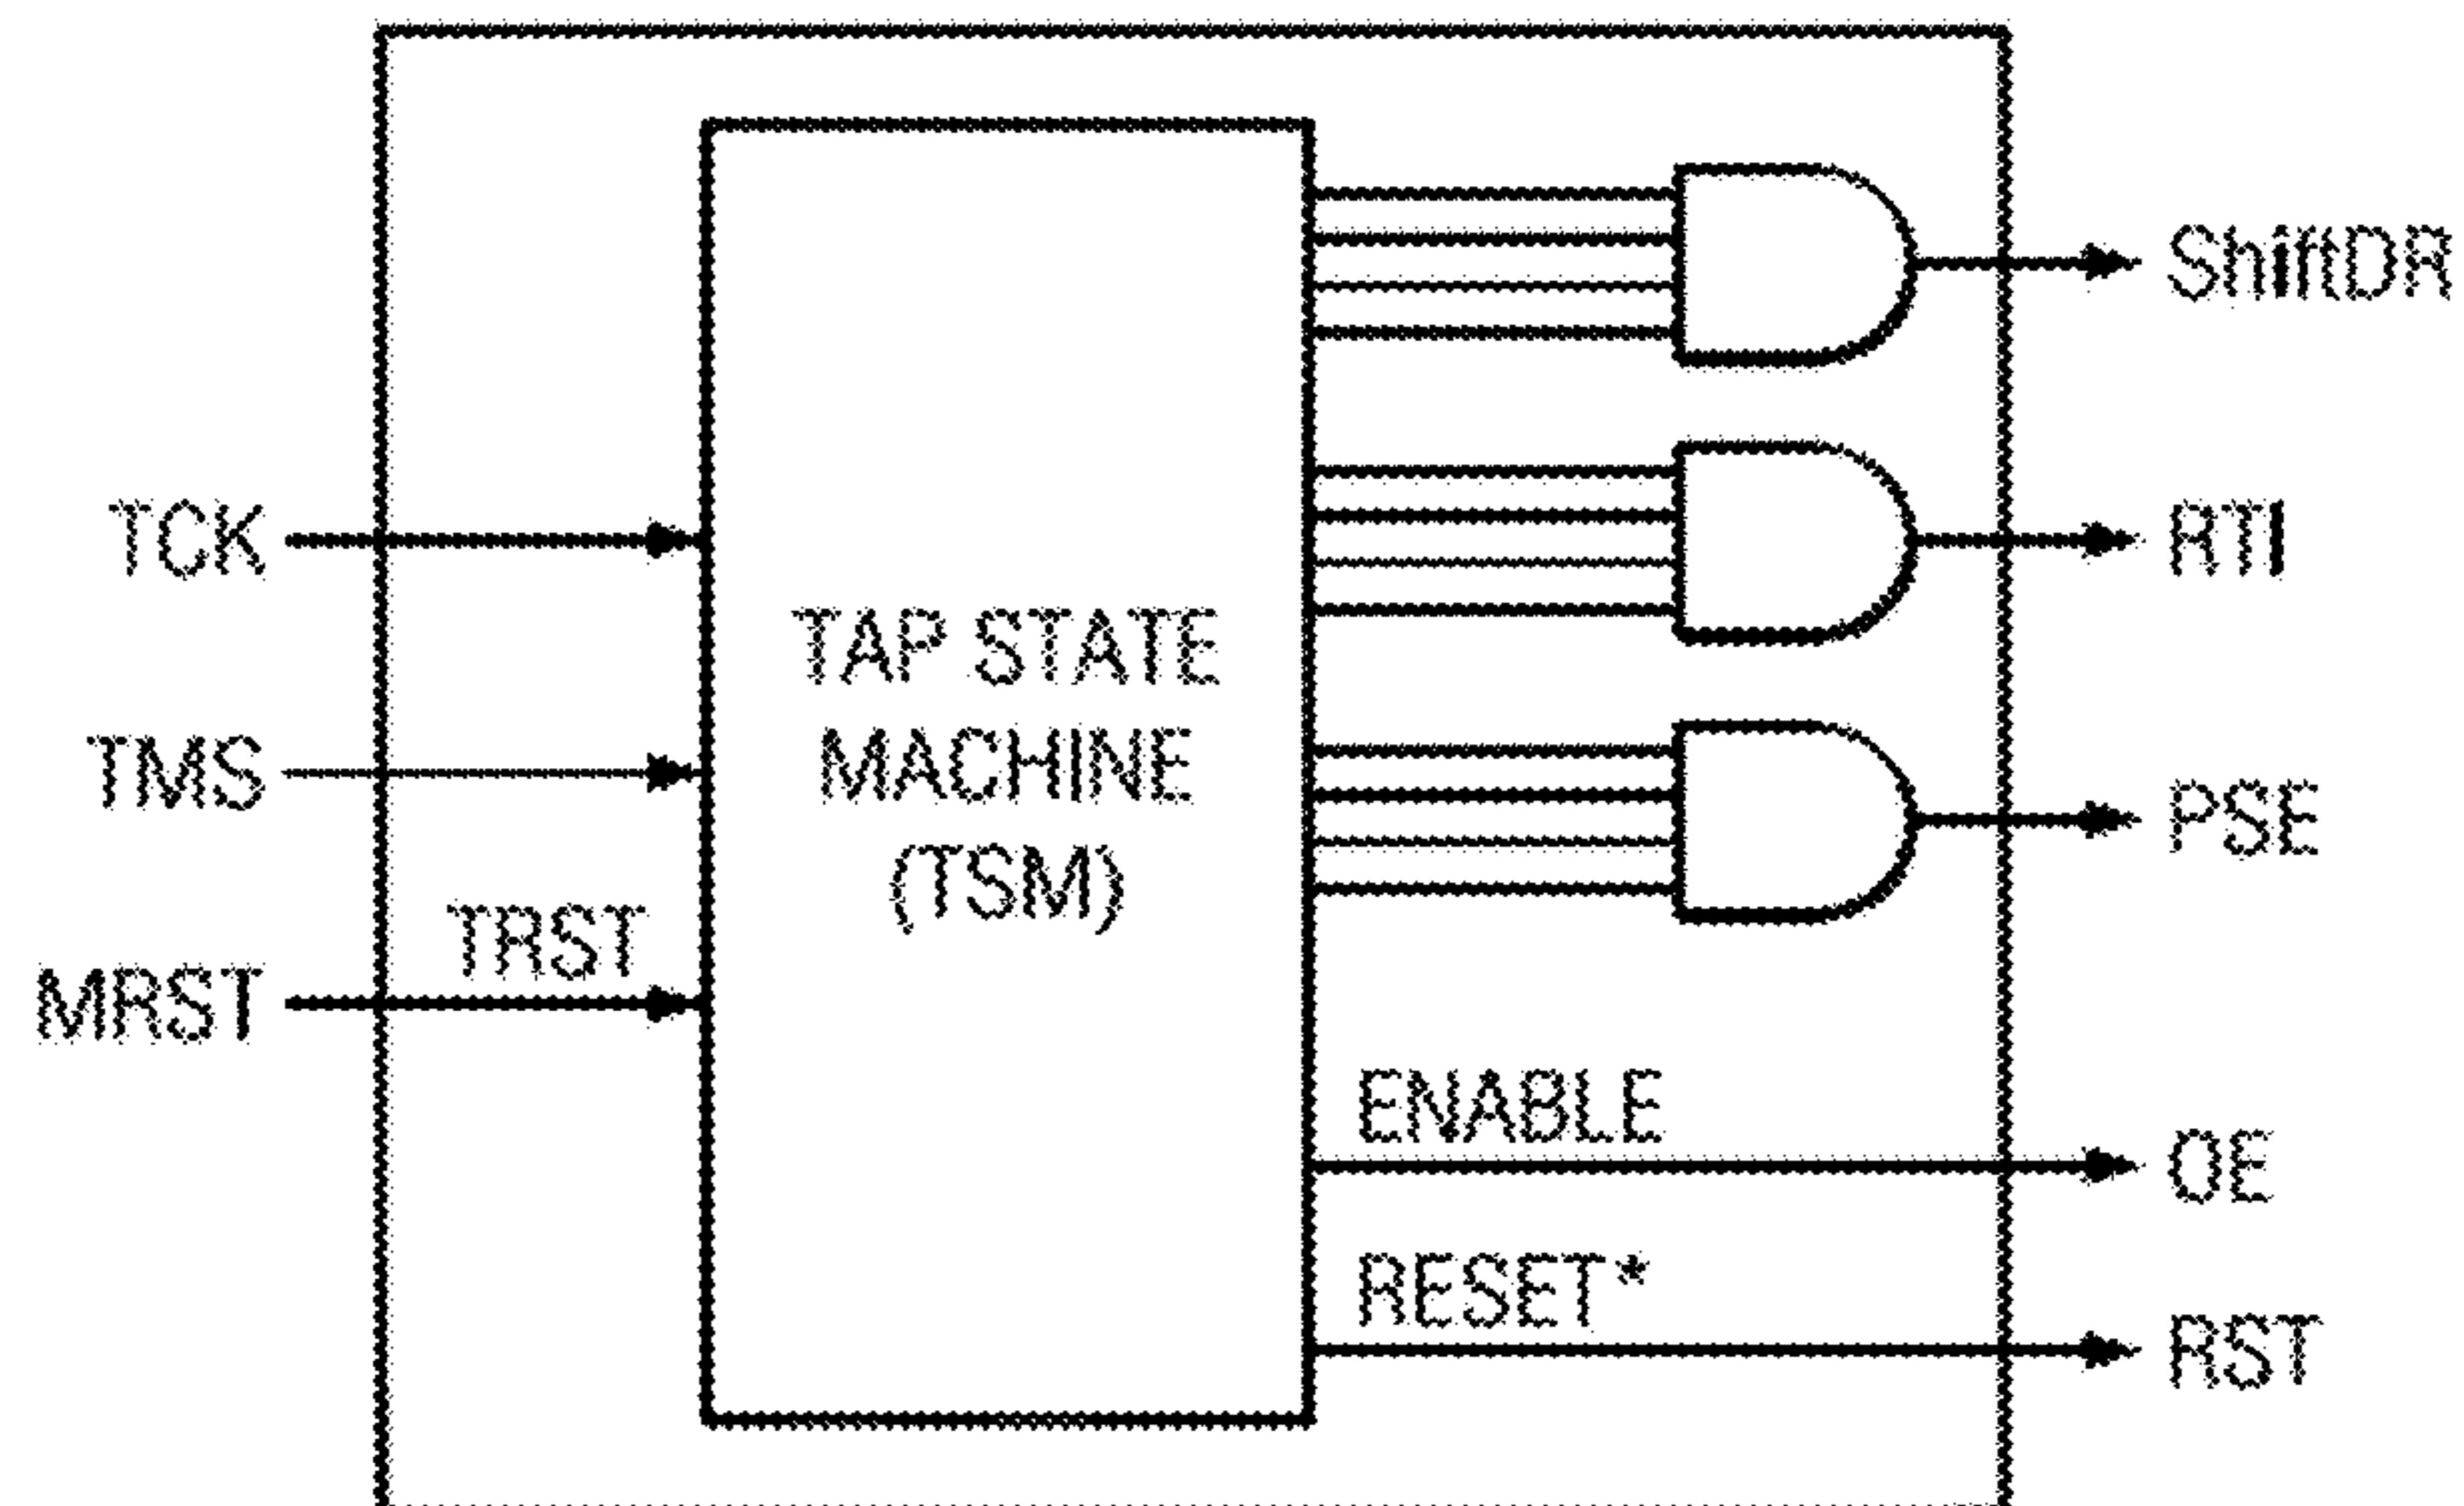 ShiftDR
TCK
RTI
TAP STATE
MACHINE
(TSM)
TMS
PSE
TRST
MRST
ENABLE
OE
RESET*
RST